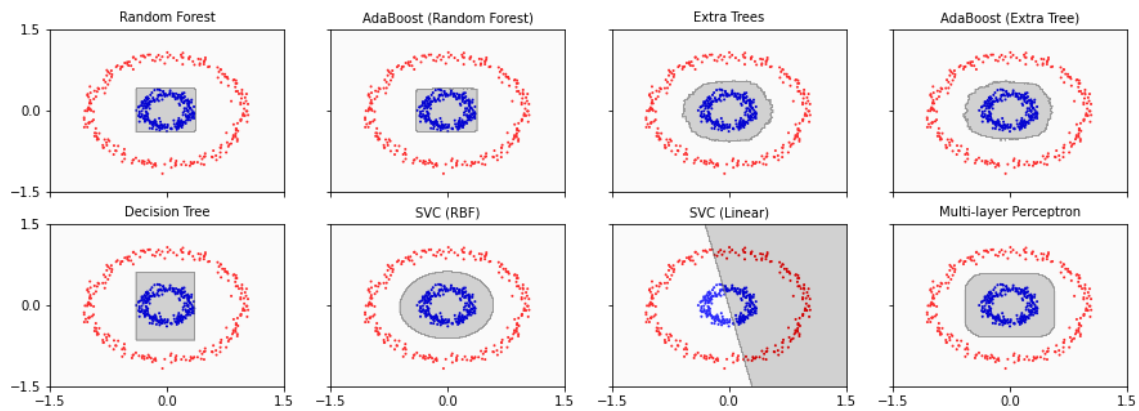 Random Forest
AdaBoost (Random Forest)
Extra Trees
AdaBoost (Extra Tree)
1.5
0.0
−1.5
Decision Tree
SVC (RBF)
SVC (Linear)
Multi-layer Perceptron
1.5
0.0
−1.5
−1.5 0.0 1.5
−1.5 0.0 1.5
−1.5 0.0 1.5
−1.5 0.0 1.5